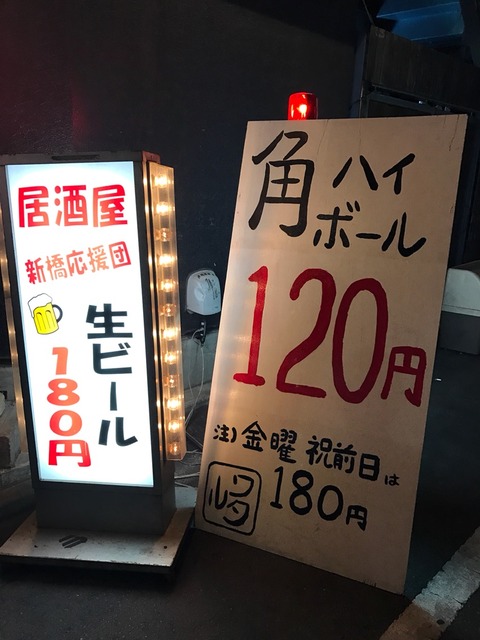 居酒屋
新橋応援団
生ビール
180円
角ハイ
ボール
120円
注)金曜祝前日は
180円